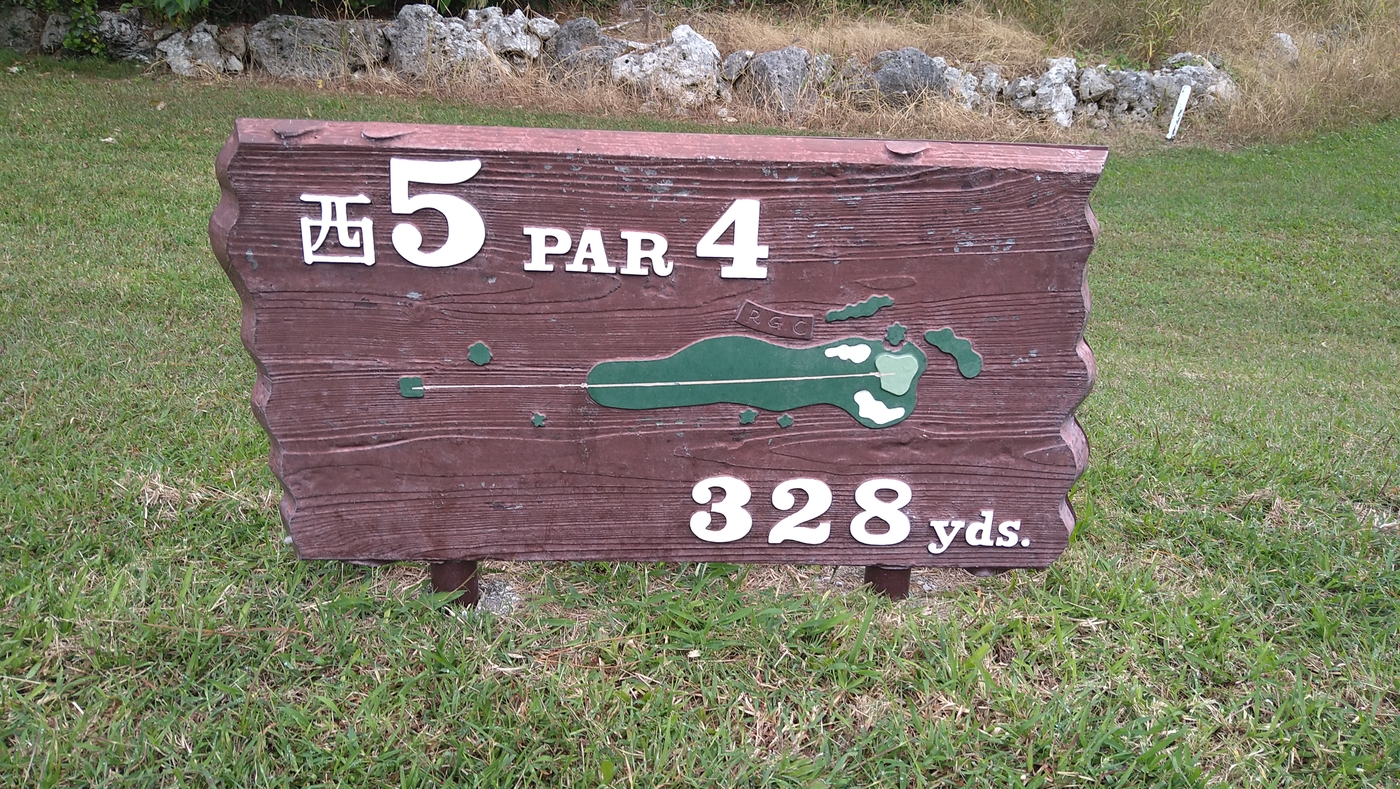 西5 PAR 4
RGC
328 yds.